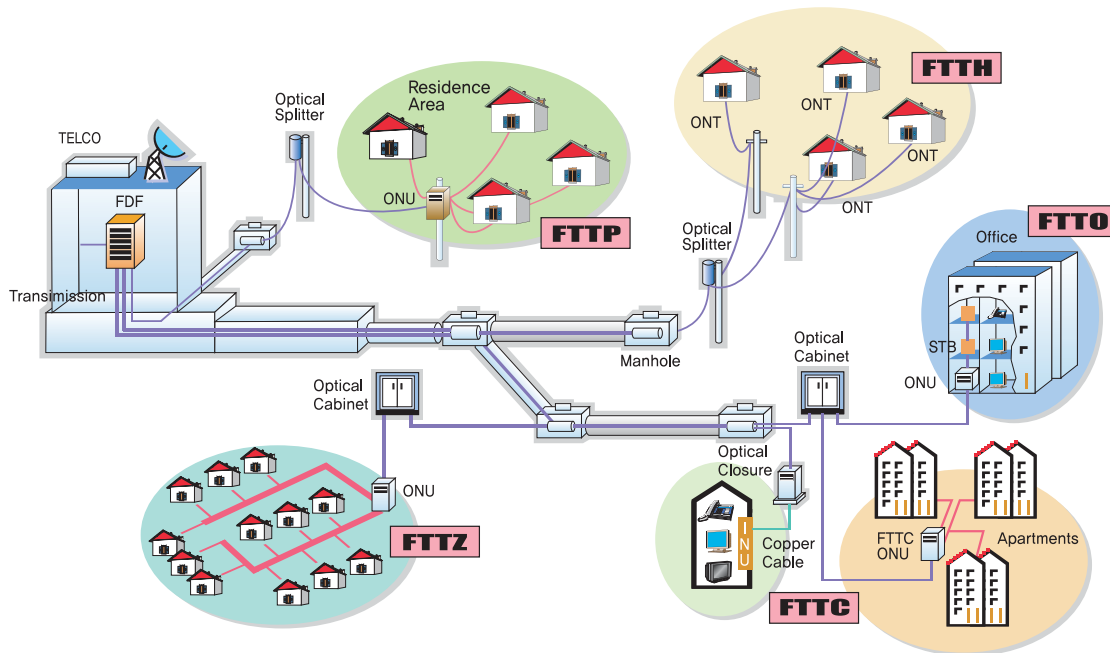 TELCO
FDF
Transimission
Optical
Splitter
Residence
Area
ONU
FTTP
ONT
ONT
ONT
ONT
FTTH
Optical
Splitter
Manhole
FTTO
Office
STB
ONU
Optical
Cabinet
Optical
Cabinet
ONU
FTTZ
Optical
Closure
INU
Copper
Cable
FTTC
FTTC
ONU
Apartments